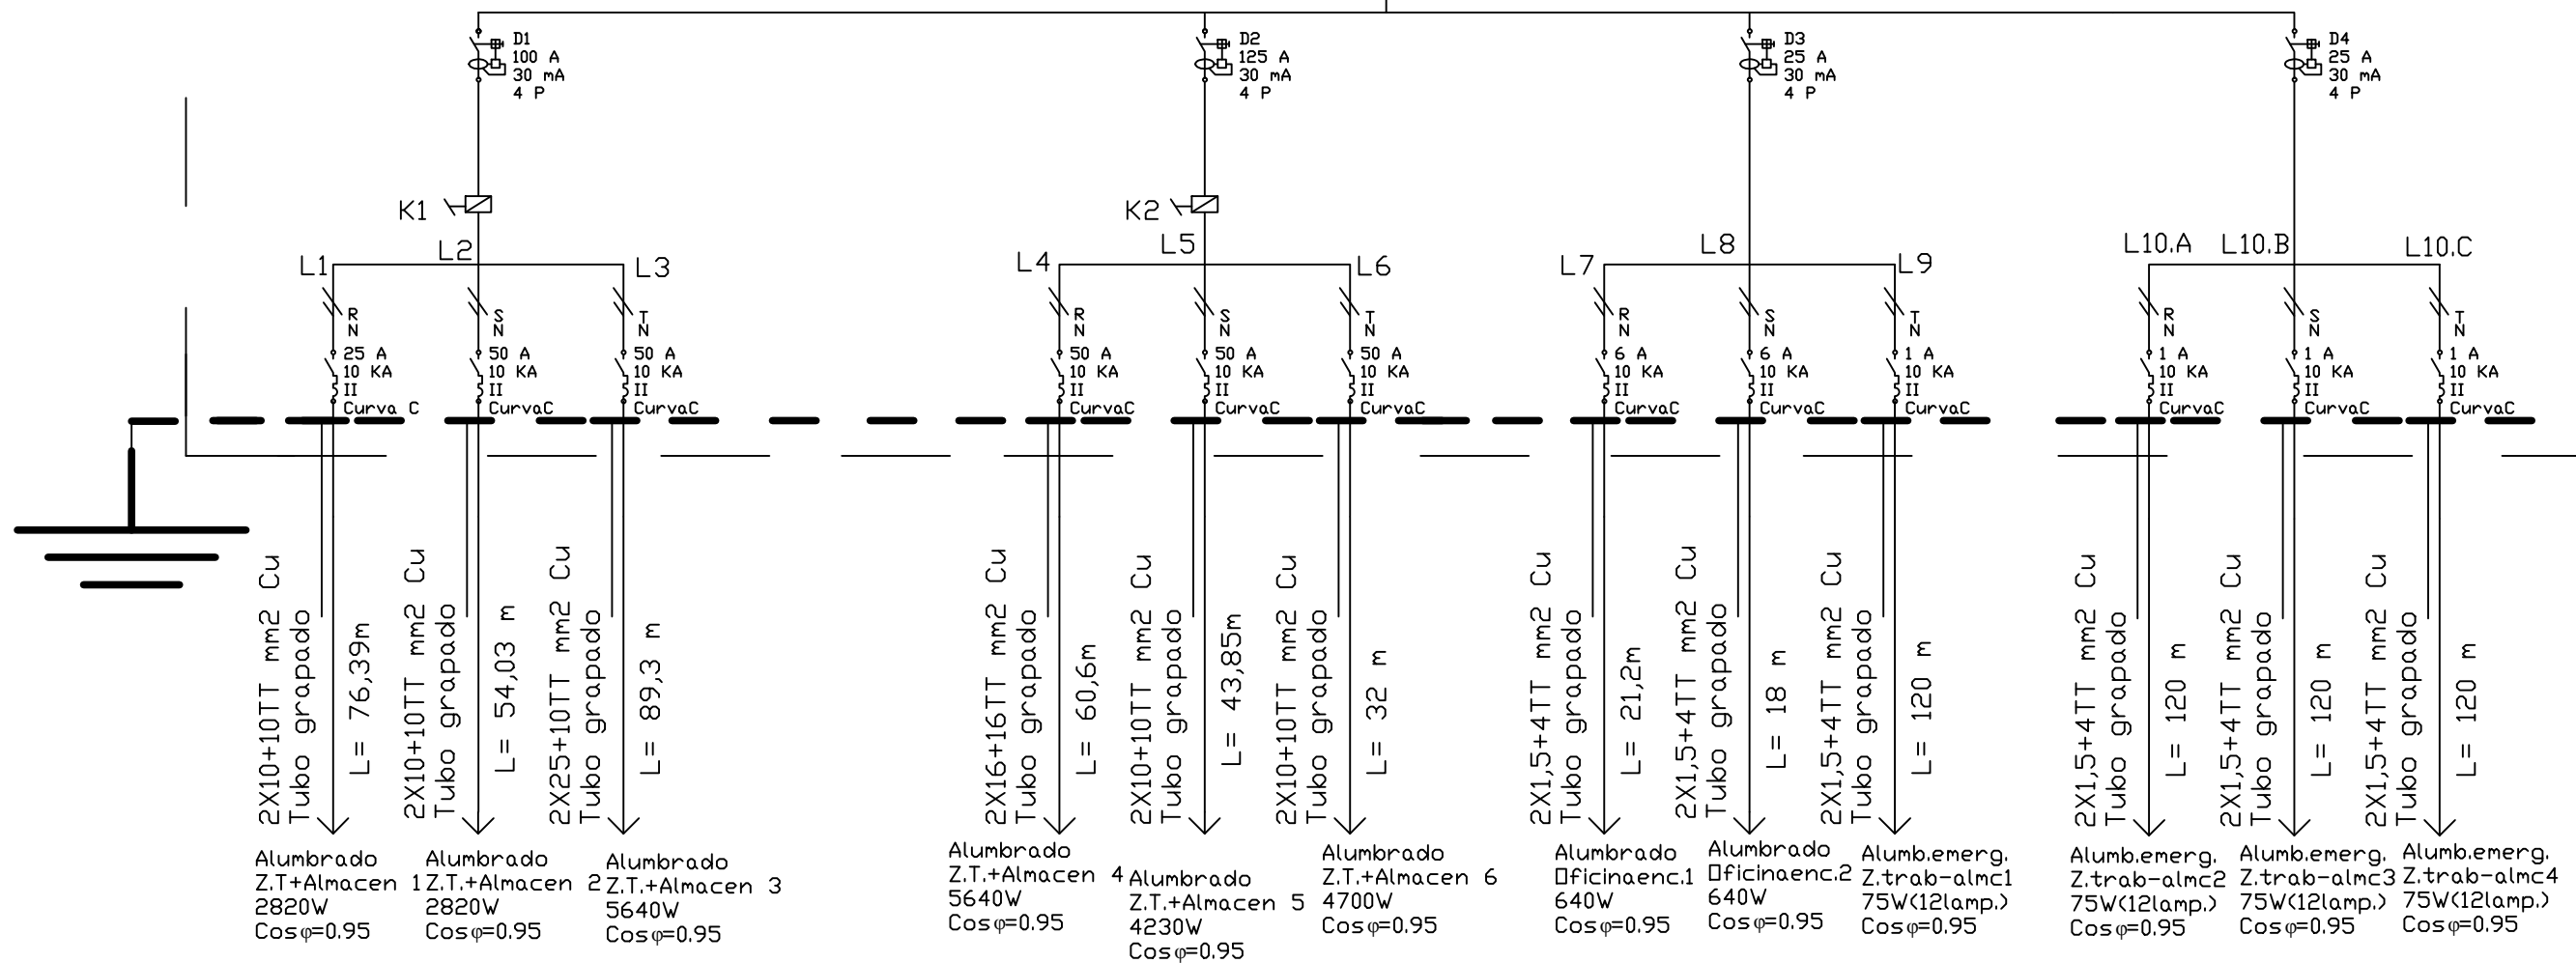 D1
100 A
30 mA
4 P
D2
125 A
30 mA
4 P
D3
25 A
30 mA
4 P
D4
25 A
30 mA
4 P
K1
K2
L1
L2
L3
L4
L5
L6
L7
L8
L9
L10.A
L10.B
L10.C
R
N
25 A
10 KA
II
Curva C
S
N
50 A
10 KA
II
CurvaC
T
N
50 A
10 KA
II
CurvaC
R
N
50 A
10 KA
II
CurvaC
S
N
50 A
10 KA
II
CurvaC
T
N
50 A
10 KA
II
CurvaC
R
N
6 A
10 KA
II
CurvaC
S
N
6 A
10 KA
II
CurvaC
T
N
1 A
10 KA
II
CurvaC
R
N
1 A
10 KA
II
CurvaC
S
N
1 A
10 KA
II
CurvaC
T
N
1 A
10 KA
II
CurvaC
2X10+10TT mm2 Cu
Tubo grapado
L= 76,39m
2X10+10TT mm2 Cu
Tubo grapado
L= 54,03 m
2X25+10TT mm2 Cu
Tubo grapado
L= 89,3 m
2X16+16TT mm2 Cu
Tubo grapado
L= 60,6m
2X10+10TT mm2 Cu
Tubo grapado
L= 43,85m
2X10+10TT mm2 Cu
Tubo grapado
L= 32 m
2X1,5+4TT mm2 Cu
Tubo grapado
L= 21,2m
2X1,5+4TT mm2 Cu
Tubo grapado
L= 18 m
2X1,5+4TT mm2 Cu
Tubo grapado
L= 120 m
2X1,5+4TT mm2 Cu
Tubo grapado
L= 120 m
2X1,5+4TT mm2 Cu
Tubo grapado
L= 120 m
2X1,5+4TT mm2 Cu
Tubo grapado
L= 120 m
Alumbrado
Z.T+Almacen 1
2820W
Cosφ=0.95
Alumbrado
Z.T.+Almacen 2
2820W
Cosφ=0.95
Alumbrado
Z.T.+Almacen 3
5640W
Cosφ=0.95
Alumbrado
Z.T.+Almacen 4
5640W
Cosφ=0.95
Alumbrado
Z.T.+Almacen 5
4230W
Cosφ=0.95
Alumbrado
Z.T.+Almacen 6
4700W
Cosφ=0.95
Alumbrado
Oficinaenc.1
640W
Cosφ=0.95
Alumbrado
Oficinaenc.2
640W
Cosφ=0.95
Alumb.emerg.
Z.trab-almc1
75W(12lamp.)
Cosφ=0.95
Alumb.emerg.
Z.trab-almc2
75W(12lamp.)
Cosφ=0.95
Alumb.emerg.
Z.trab-almc3
75W(12lamp.)
Cosφ=0.95
Alumb.emerg.
Z.trab-almc4
75W(12lamp.)
Cosφ=0.95